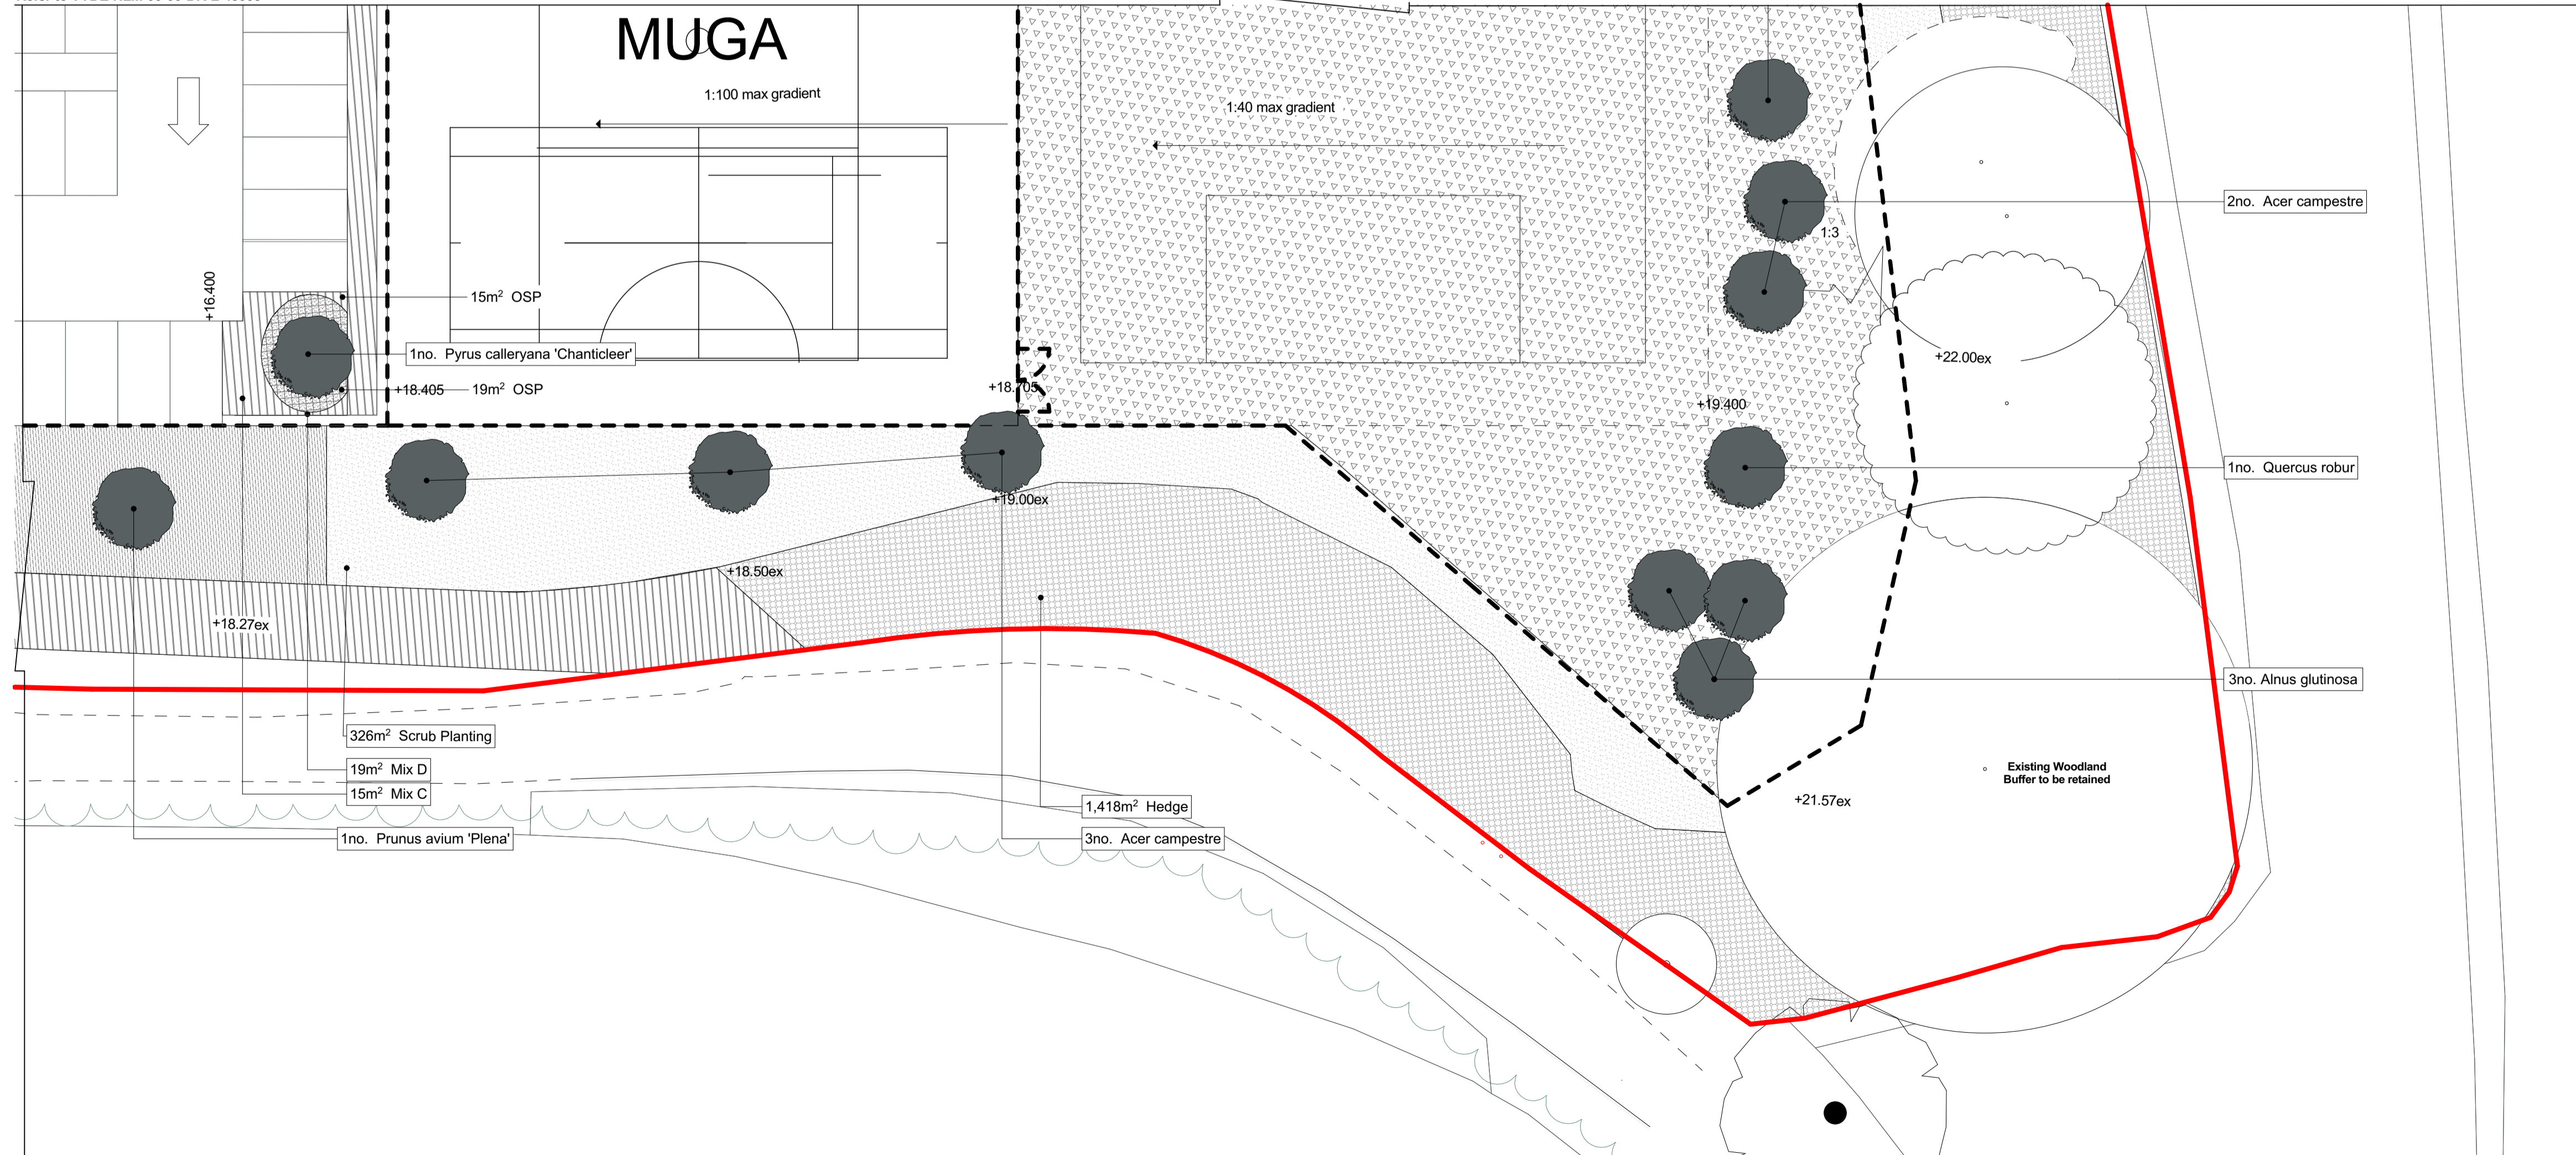 MUGA
1:100 max gradient
1:40 max gradient
2no. Acer campestre
1:3
+16.400
15m² OSP
1no. Pyrus calleryana 'Chanticleer'
+22.00ex
+18.405
19m² OSP
+18.705
+19.400
1no. Quercus robur
+19.00ex
+18.50ex
+18.27ex
3no. Alnus glutinosa
326m² Scrub Planting
19m² Mix D
15m² Mix C
Existing Woodland
Buffer to be retained
+21.57ex
1,418m² Hedge
1no. Prunus avium 'Plena'
3no. Acer campestre